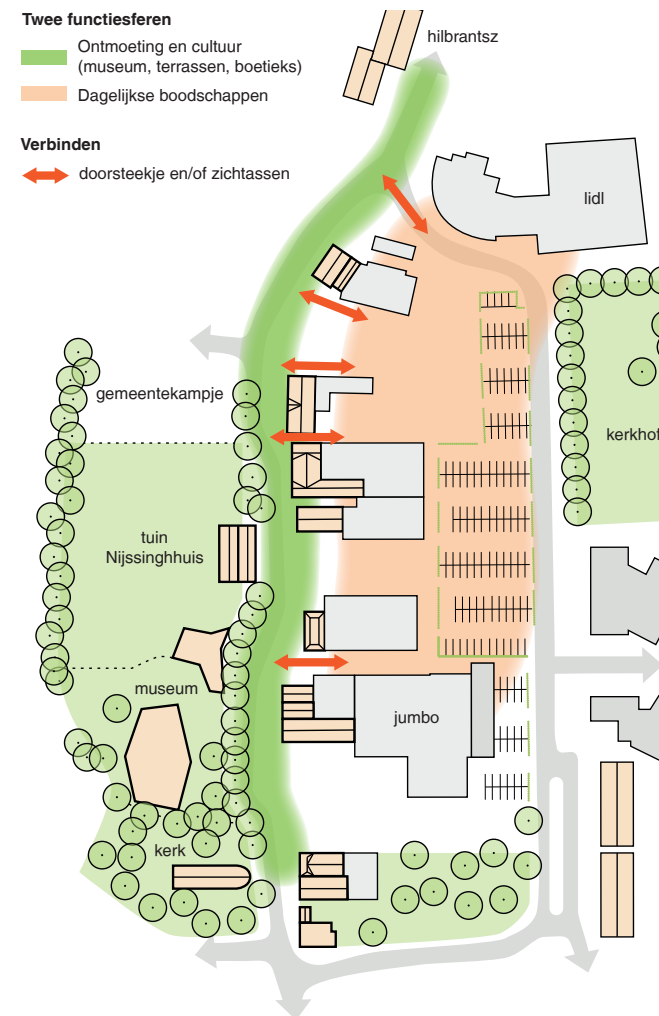 Twee functiesferen
Ontmoeting en cultuur
(museum, terrassen, boetieks)
Dagelijkse boodschappen
Verbinden
doorsteekje en/of zichtassen
hilbrantsz
lidl
gemeentekampje
kerkhof
tuin
Nijssinghhuis
museum
jumbo
kerk